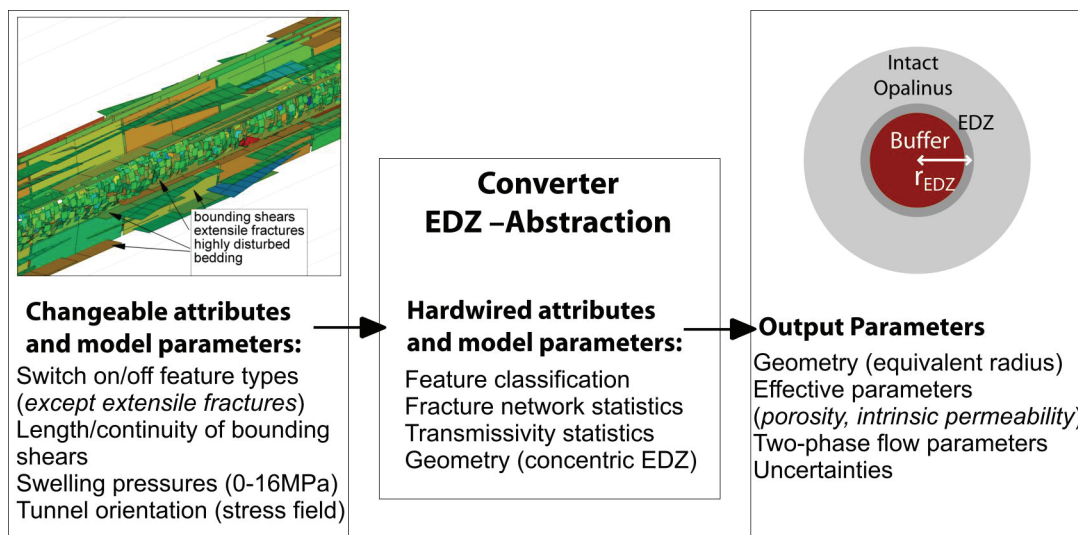 bounding shears
extensile fractures
highly disturbed
bedding
Changeable attributes
and model parameters:
Switch on/off feature types
(except extensile fractures)
Length/continuity of bounding
shears
Swelling pressures (0-16MPa)
Tunnel orientation (stress field)
Converter
EDZ –Abstraction
Hardwired attributes
and model parameters:
Feature classification
Fracture network statistics
Transmissivity statistics
Geometry (concentric EDZ)
Intact
Opalinus
EDZ
Buffer
rEDZ
Output Parameters
Geometry (equivalent radius)
Effective parameters
(porosity, intrinsic permeability)
Two-phase flow parameters
Uncertainties